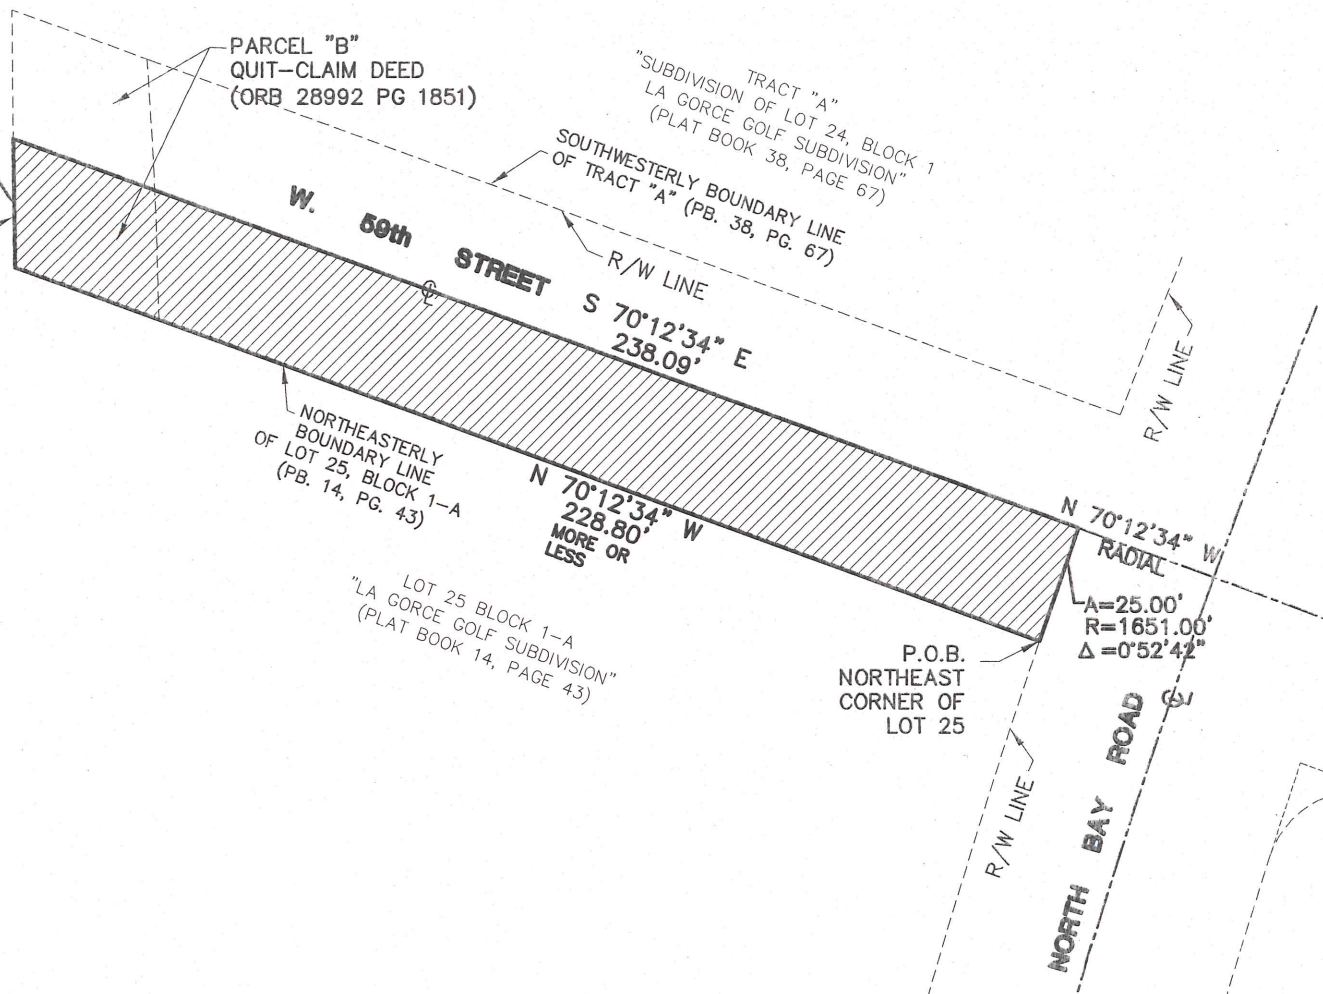 PARCEL "B"
QUIT-CLAIM DEED
(ORB 28992 PG 1851)
TRACT "A"
"SUBDIVISION OF LOT 24, BLOCK 1
LA GORCE GOLF SUBDIVISION"
(PLAT BOOK 38, PAGE 67)
SOUTHWESTERLY BOUNDARY LINE
OF TRACT "A" (PB. 38, PG. 67)
R/W LINE
W. 59th STREET
S 70°12'34" E
238.09'
R/W LINE
NORTHEASTERLY
BOUNDARY LINE
OF LOT 25, BLOCK 1-A
(PB. 14, PG. 43)
N 70°12'34" W
228.80'
MORE OR
LESS
N 70°12'34" W
RADIAL
A=25.00'
R=1651.00'
Δ =0°52'42"
LOT 25 BLOCK 1-A
"LA GORCE GOLF SUBDIVISION"
(PLAT BOOK 14, PAGE 43)
P.O.B.
NORTHEAST
CORNER OF
LOT 25
R/W LINE
NORTH BAY ROAD